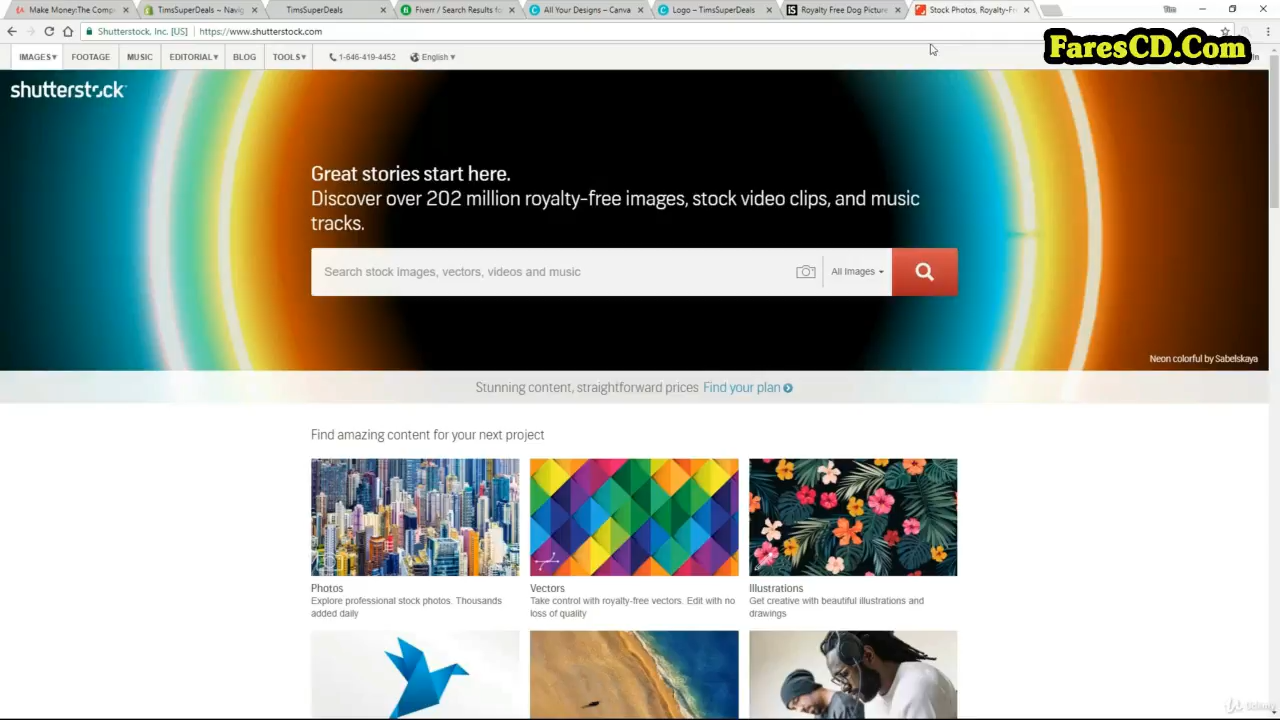 Make Money:The Comp
TimsSuperDeals ~ Navig
TimsSuperDeals
Fiverr / Search Results fo
All Your Designs – Canva
Logo – TimsSuperDeals
Royalty Free Dog Picture
Stock Photos, Royalty-Fr
Tim
Shutterstock, Inc. [US]
https://www.shutterstock.com
FaresCD.Com
IMAGES
FOOTAGE
MUSIC
EDITORIAL
BLOG
TOOLS
1-646-419-4452
English
shutterstock
Great stories start here.
Discover over 202 million royalty-free images, stock video clips, and music
tracks.
Search stock images, vectors, videos and music
All Images
Neon colorful by Sabelskaya
Stunning content, straightforward prices Find your plan
Find amazing content for your next project
Photos
Explore professional stock photos. Thousands
added daily
Vectors
Take control with royalty-free vectors. Edit with no
loss of quality
Illustrations
Get creative with beautiful illustrations and
drawings
Udemy